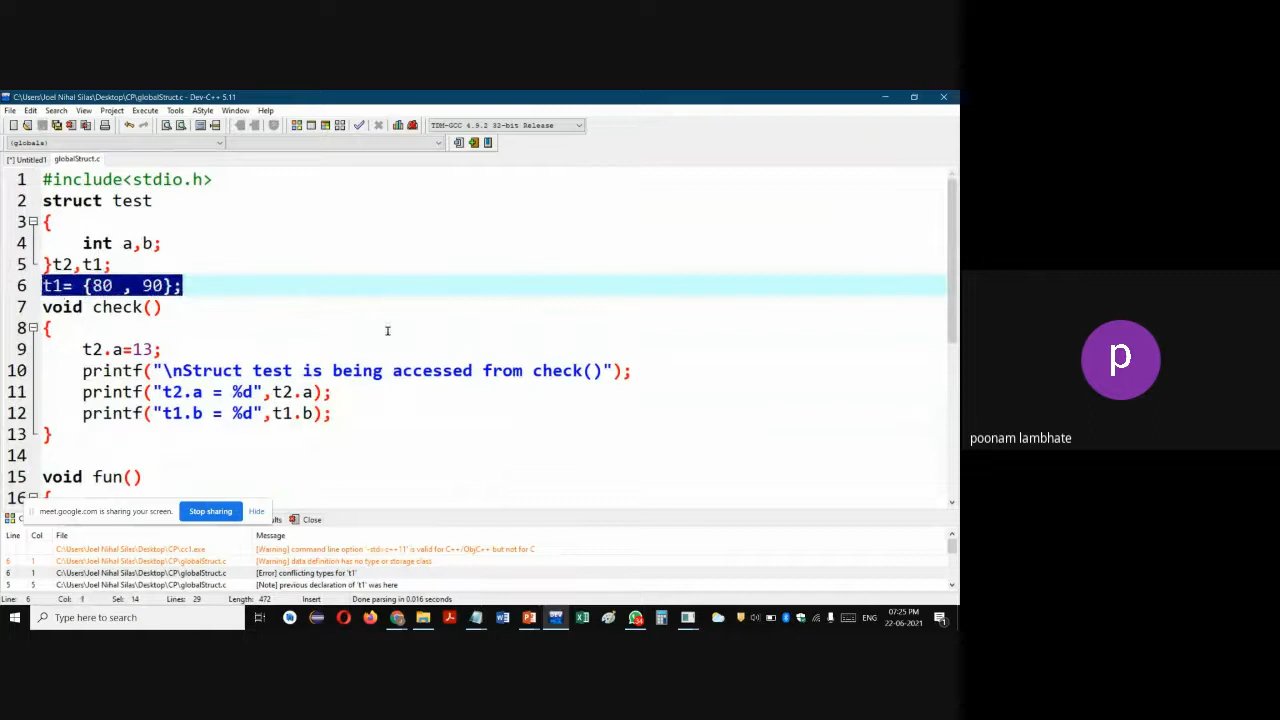 C:\Users\Joel Nihal Silas\Desktop\CP\globalStruct.c - Dev-C++ 5.11
File Edit Search View Project Execute Tools AStyle Window Help
TDM-GCC 4.9.2 32-bit Release
(globals)
[*] Untitled1 globalStruct.c
1 #include<stdio.h>
2 struct test
3 {
4 int a,b;
5 }t2,t1;
6 t1= {80 , 90};
7 void check()
8 {
9 t2.a=13;
10 printf("\nStruct test is being accessed from check()");
11 printf("t2.a = %d",t2.a);
12 printf("t1.b = %d",t1.b);
13 }
14
15 void fun()
16 {
meet.google.com is sharing your screen. Stop sharing Hide
Close
Line Col File Message
C:\Users\Joel Nihal Silas\Desktop\CP\cc1.exe [Warning] command line option '-std=c++11' is valid for C++/ObjC++ but not for C
6 1 C:\Users\Joel Nihal Silas\Desktop\CP\globalStruct.c [Warning] data definition has no type or storage class
6 1 C:\Users\Joel Nihal Silas\Desktop\CP\globalStruct.c [Error] conflicting types for 't1'
5 5 C:\Users\Joel Nihal Silas\Desktop\CP\globalStruct.c [Note] previous declaration of 't1' was here
Line: 6 Col: 1 Sel: 14 Lines: 29 Length: 472 Insert Done parsing in 0.016 seconds
Type here to search
ENG
07:25 PM
22-06-2021
p
poonam lambhate